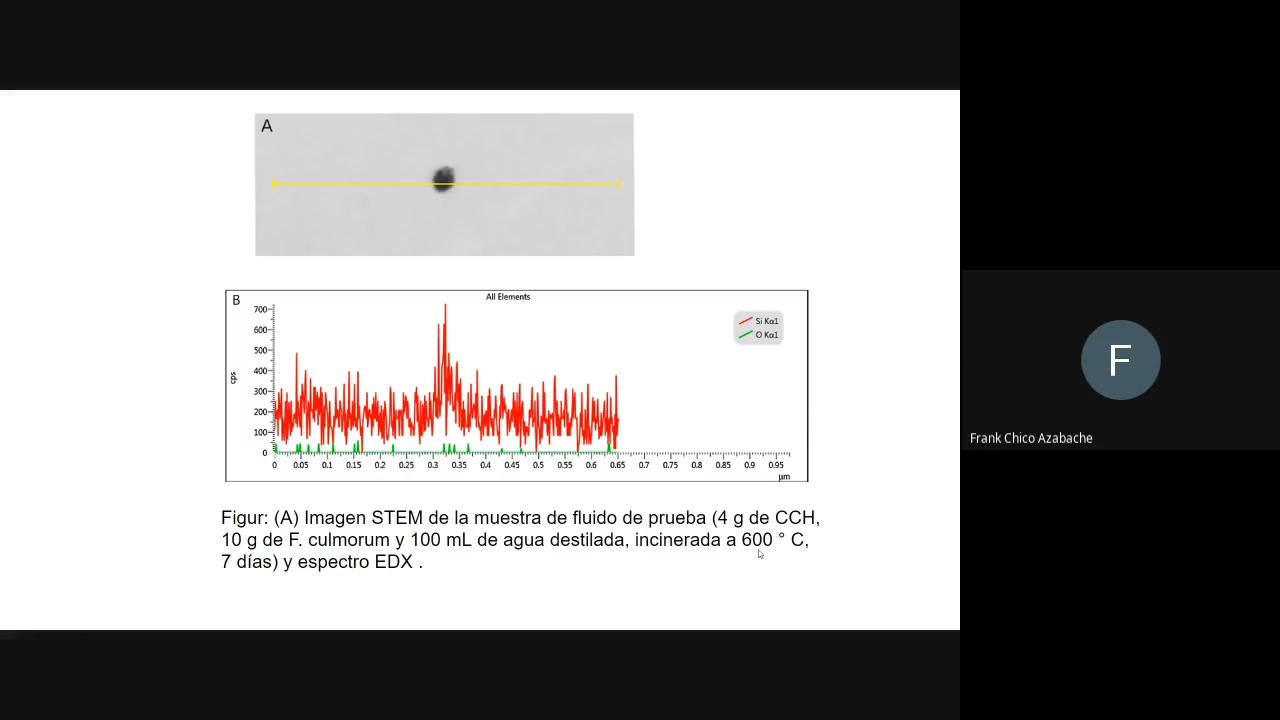 A
B
All Elements
Si Kα1
O Kα1
cps
700
600
500
400
300
200
100
0
0 0.05 0.1 0.15 0.2 0.25 0.3 0.35 0.4 0.45 0.5 0.55 0.6 0.65 0.7 0.75 0.8 0.85 0.9 0.95
µm
Figur: (A) Imagen STEM de la muestra de fluido de prueba (4 g de CCH,
10 g de F. culmorum y 100 mL de agua destilada, incinerada a 600 ° C,
7 días) y espectro EDX .
F
Frank Chico Azabache